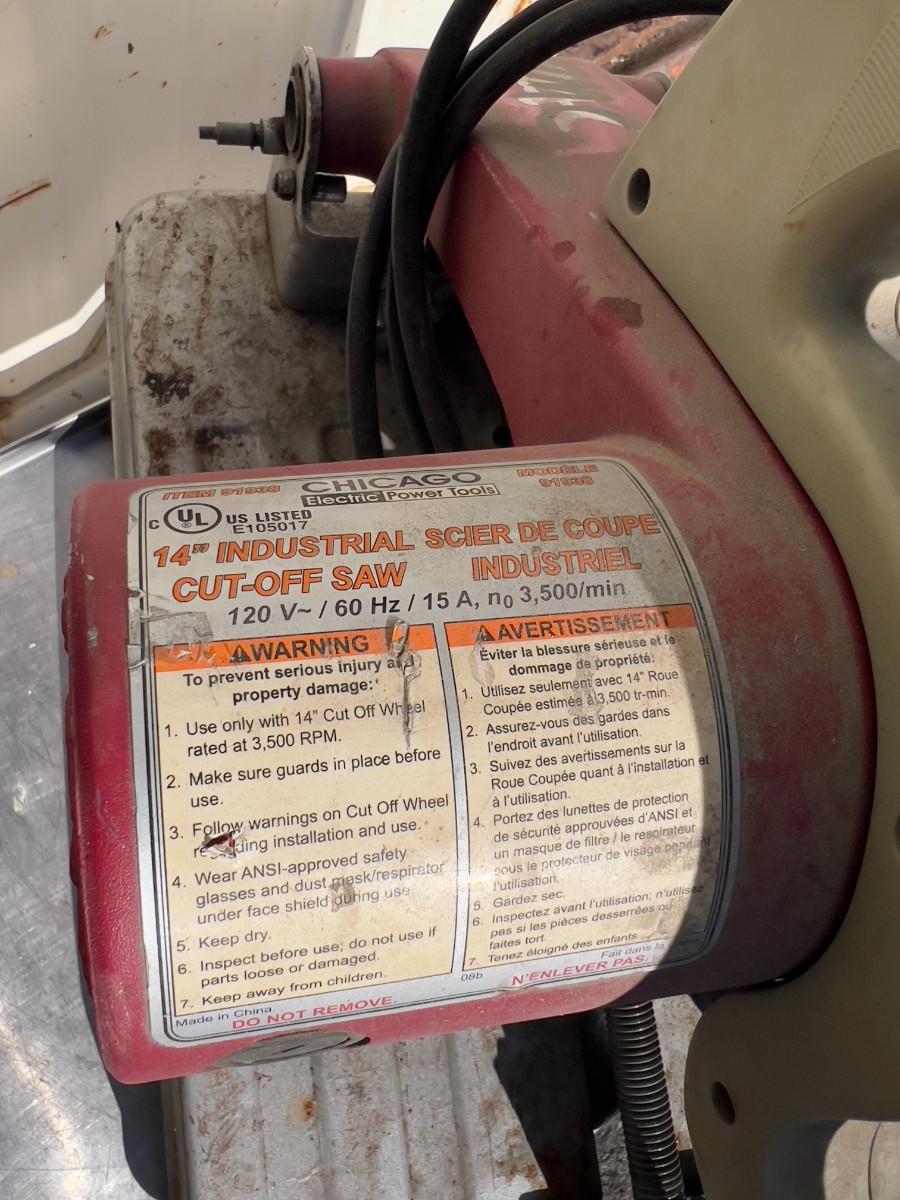 ITEM 91938
CHICAGO
Electric Power Tools
MODÈLE
91938
C UL ® US LISTED
E105017
14" INDUSTRIAL
CUT-OFF SAW
SCIER DE COUPE
INDUSTRIEL
120 V~ / 60 Hz / 15 A, n0 3,500/min
WARNING
To prevent serious injury and
property damage:
1. Use only with 14" Cut Off Wheel
rated at 3,500 RPM.
2. Make sure guards in place before
use.
3. Follow warnings on Cut Off Wheel
installation and use.
4. Wear ANSI-approved safety
glasses and dust mask/respirator
under face shield during use
5. Keep dry.
6. Inspect before use; do not use if
parts loose or damaged.
7. Keep away from children.
Made in China.
DO NOT REMOVE.
AVERTISSEMENT
Éviter la blessure sérieuse et le
dommage de propriété:
1. Utilisez seulement avec 14" Roue
Coupée estimée à 3,500 tr-min.
2. Assurez-vous des gardes dans
l'endroit avant l'utilisation.
3. Suivez des avertissements sur la
Roue Coupée quant à l'installation et
à l'utilisation.
4. Portez des lunettes de protection
de sécurité approuvées d'ANSI et
un masque de filtre / le respirateur
sous le protecteur de visage pendant
l'utilisation.
5. Gardez sec.
6. Inspectez avant l'utilisation; n'utilisez
pas si les pièces desserrées ou
faites tort.
7. Tenez éloigné des enfants.
08b
Fait dans la
N'ENLEVER PAS.